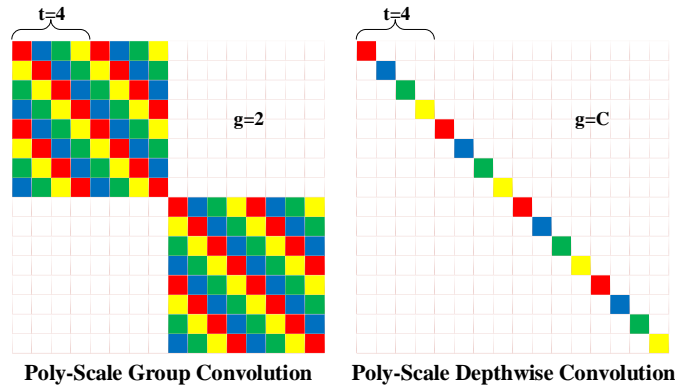 t=4
t=4
g=2
g=C
Poly-Scale Group Convolution
Poly-Scale Depthwise Convolution